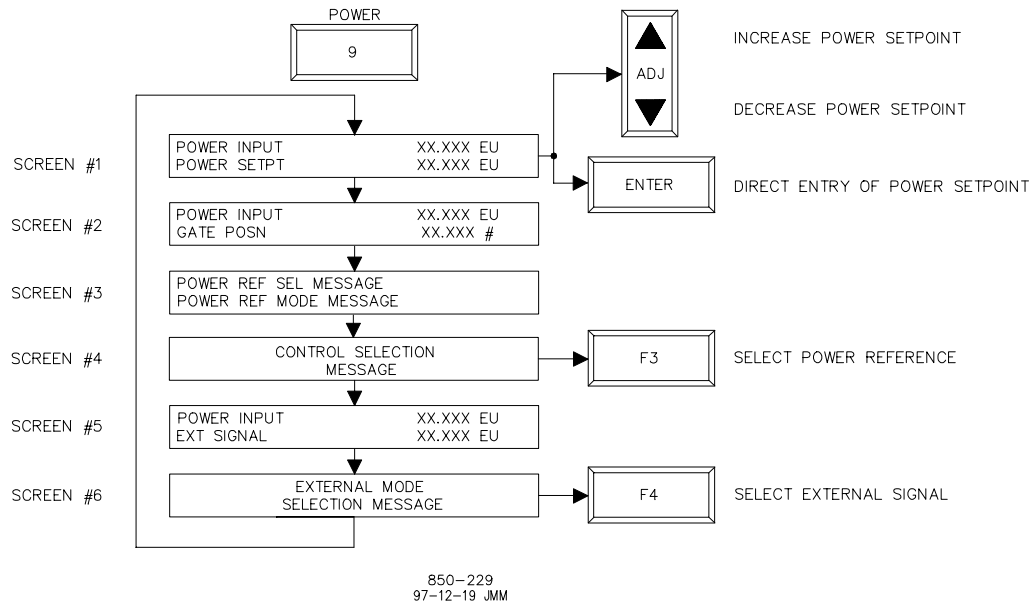 POWER
9
ADJ
INCREASE POWER SETPOINT
DECREASE POWER SETPOINT
SCREEN #1
POWER INPUT XX.XXX EU
POWER SETPT XX.XXX EU
ENTER
DIRECT ENTRY OF POWER SETPOINT
SCREEN #2
POWER INPUT XX.XXX EU
GATE POSN XX.XXX #
SCREEN #3
POWER REF SEL MESSAGE
POWER REF MODE MESSAGE
SCREEN #4
CONTROL SELECTION
MESSAGE
F3
SELECT POWER REFERENCE
SCREEN #5
POWER INPUT XX.XXX EU
EXT SIGNAL XX.XXX EU
SCREEN #6
EXTERNAL MODE
SELECTION MESSAGE
F4
SELECT EXTERNAL SIGNAL
850-229
97-12-19 JMM